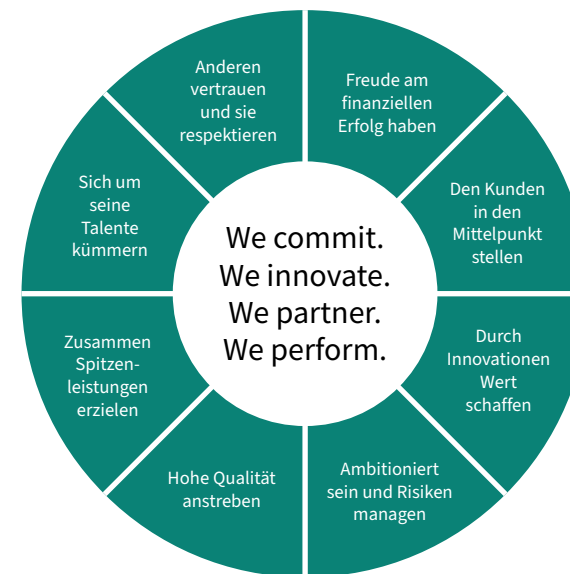 Anderen
vertrauen
und sie
respektieren
Freude am
finanziellen
Erfolg haben
Den Kunden
in den
Mittelpunkt
stellen
Durch
Innovationen
Wert
schaffen
Ambitioniert
sein und Risiken
managen
Hohe Qualität
anstreben
Zusammen
Spitzen-
leistungen
erzielen
Sich um
seine
Talente
kümmern
We commit.
We innovate.
We partner.
We perform.